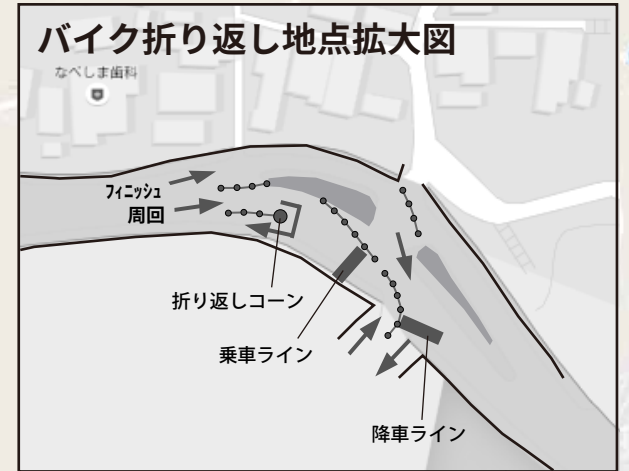 バイク折り返し地点拡大図
なべしま歯科
フィニッシュ
周回
折り返しコーン
乗車ライン
降車ライン